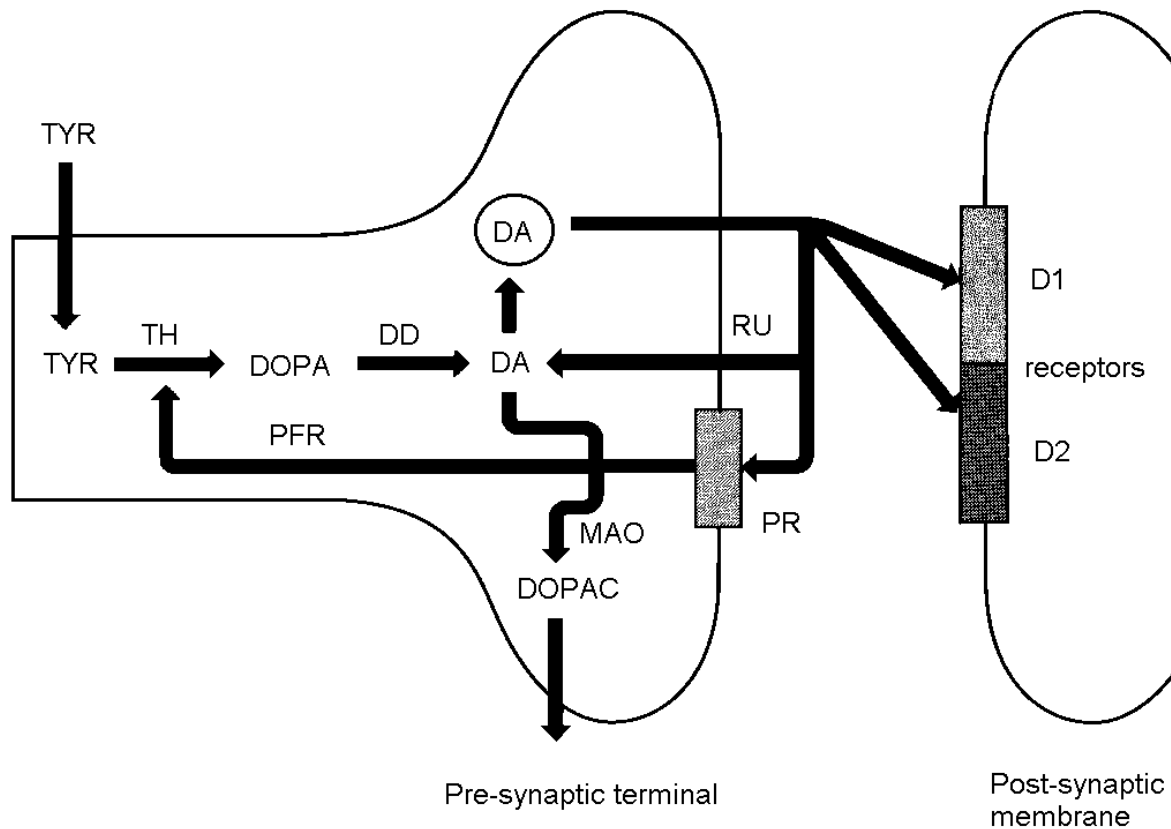 TYR
DA
D1
TH
DD
RU
TYR
DOPA
DA
receptors
PFR
D2
MAO
PR
DOPAC
Pre-synaptic terminal
Post-synaptic
membrane